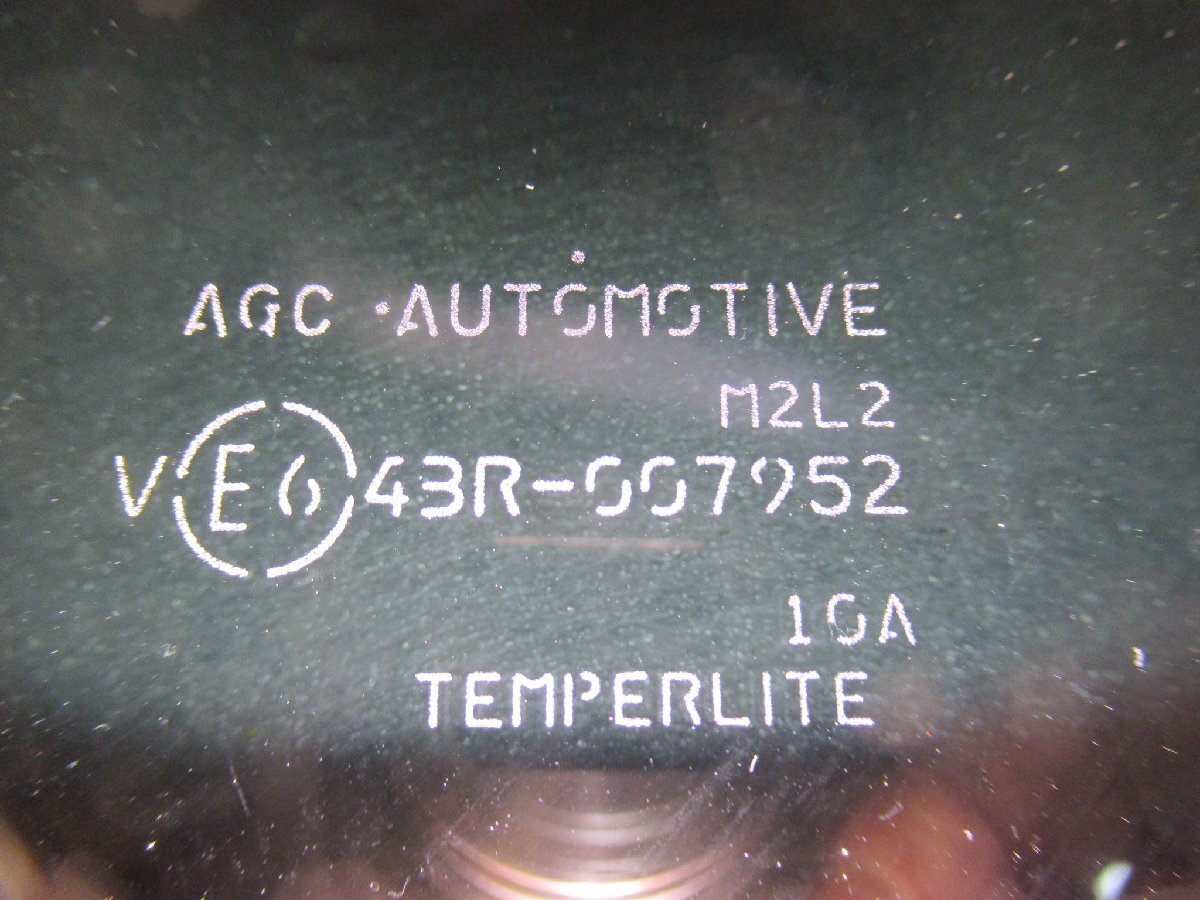 AGC ·AUTOMOTIVE
M2L2
V E6 43R-007952
10A
TEMPERLITE